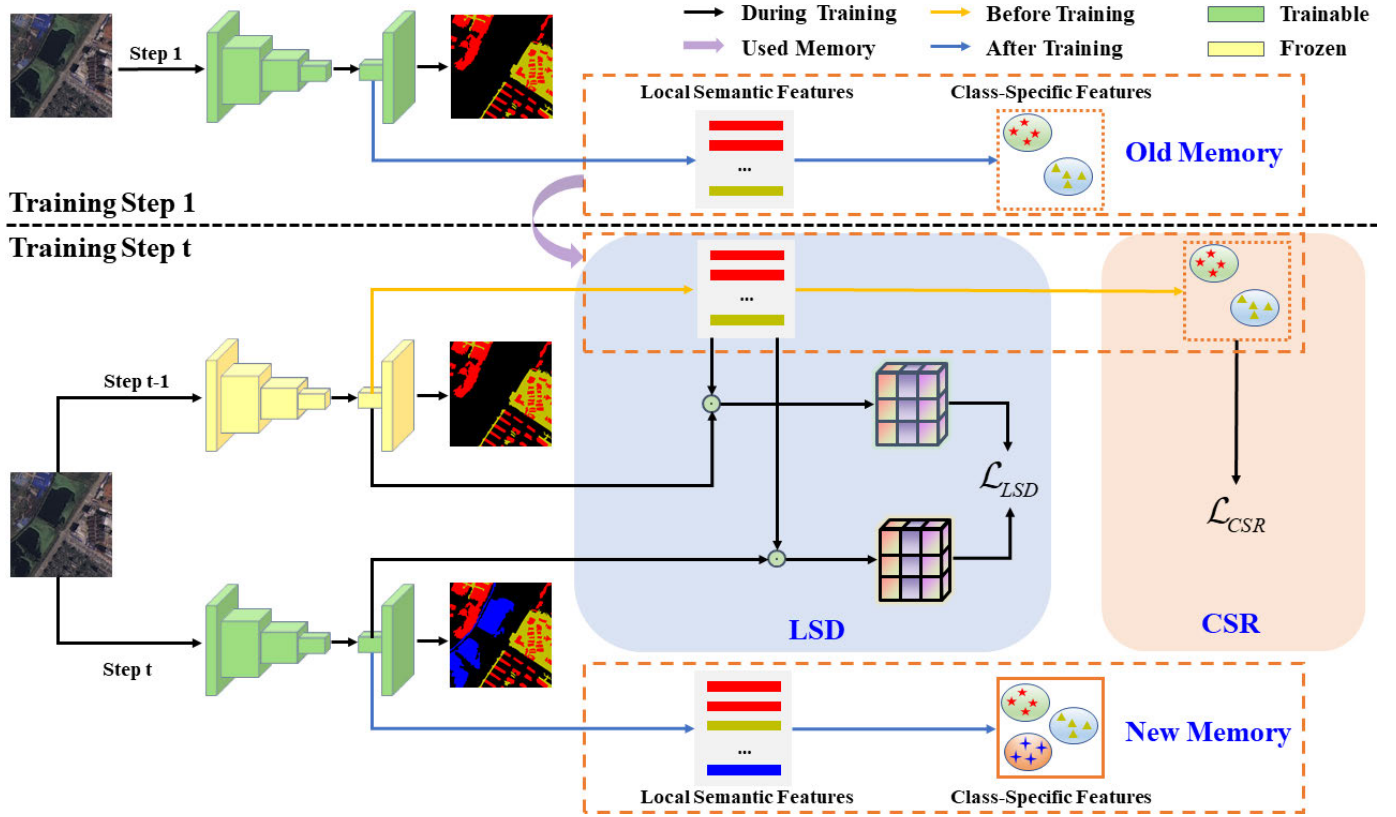 During Training
Before Training
Trainable
Used Memory
After Training
Frozen
Step 1
Local Semantic Features
Class-Specific Features
...
Old Memory
Training Step 1
Training Step t
...
Step t-1
ℒ_LSD
ℒ_CSR
LSD
CSR
Step t
...
New Memory
Local Semantic Features
Class-Specific Features